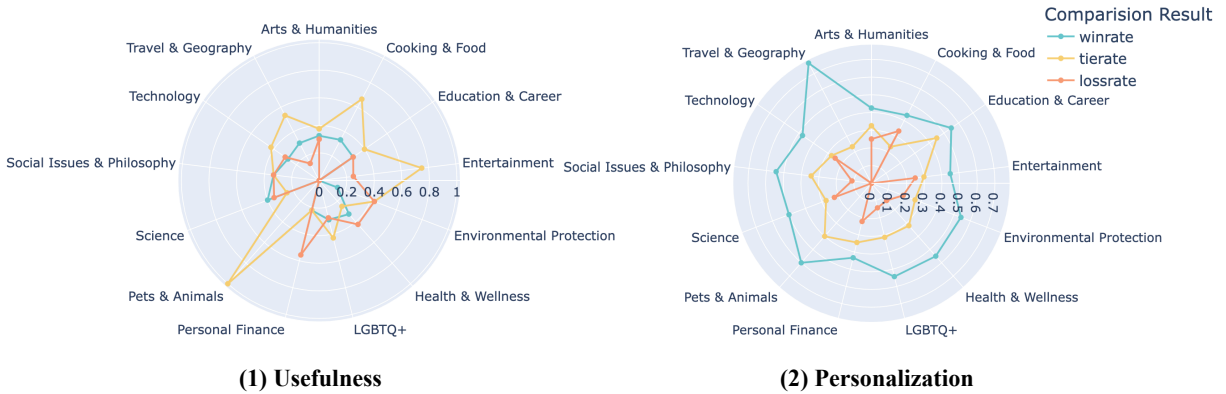 Comparision Result
winrate
tierate
lossrate
Arts & Humanities
Cooking & Food
Education & Career
Entertainment
Environmental Protection
Health & Wellness
LGBTQ+
Personal Finance
Pets & Animals
Science
Social Issues & Philosophy
Technology
Travel & Geography
0 0.2 0.4 0.6 0.8 1
(1) Usefulness
Arts & Humanities
Cooking & Food
Education & Career
Entertainment
Environmental Protection
Health & Wellness
LGBTQ+
Personal Finance
Pets & Animals
Science
Social Issues & Philosophy
Technology
Travel & Geography
0 0.1 0.2 0.3 0.4 0.5 0.6 0.7
(2) Personalization